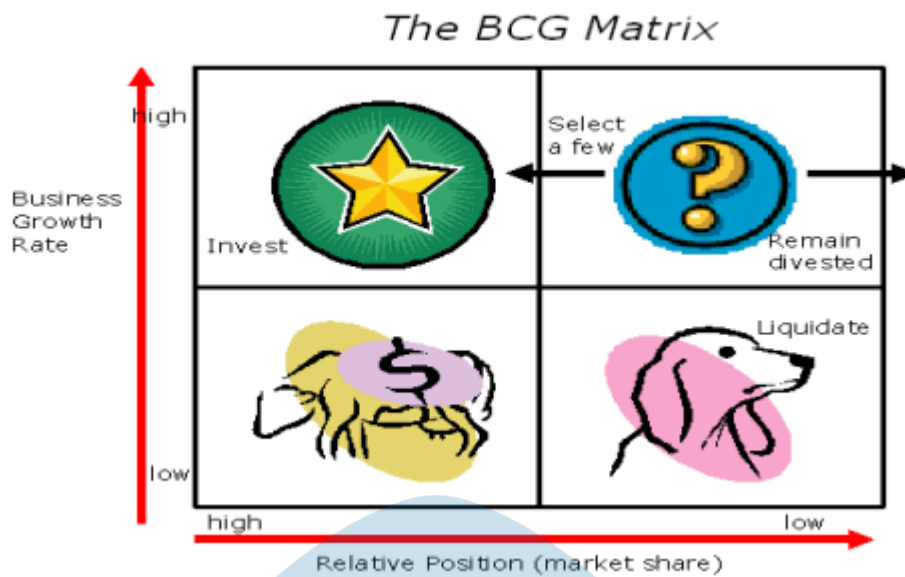 The BCG Matrix
high
Business
Growth
Rate
Invest
Select
a few
?
Remain
divested
$
Liquidate
low
high
low
Relative Position (market share)